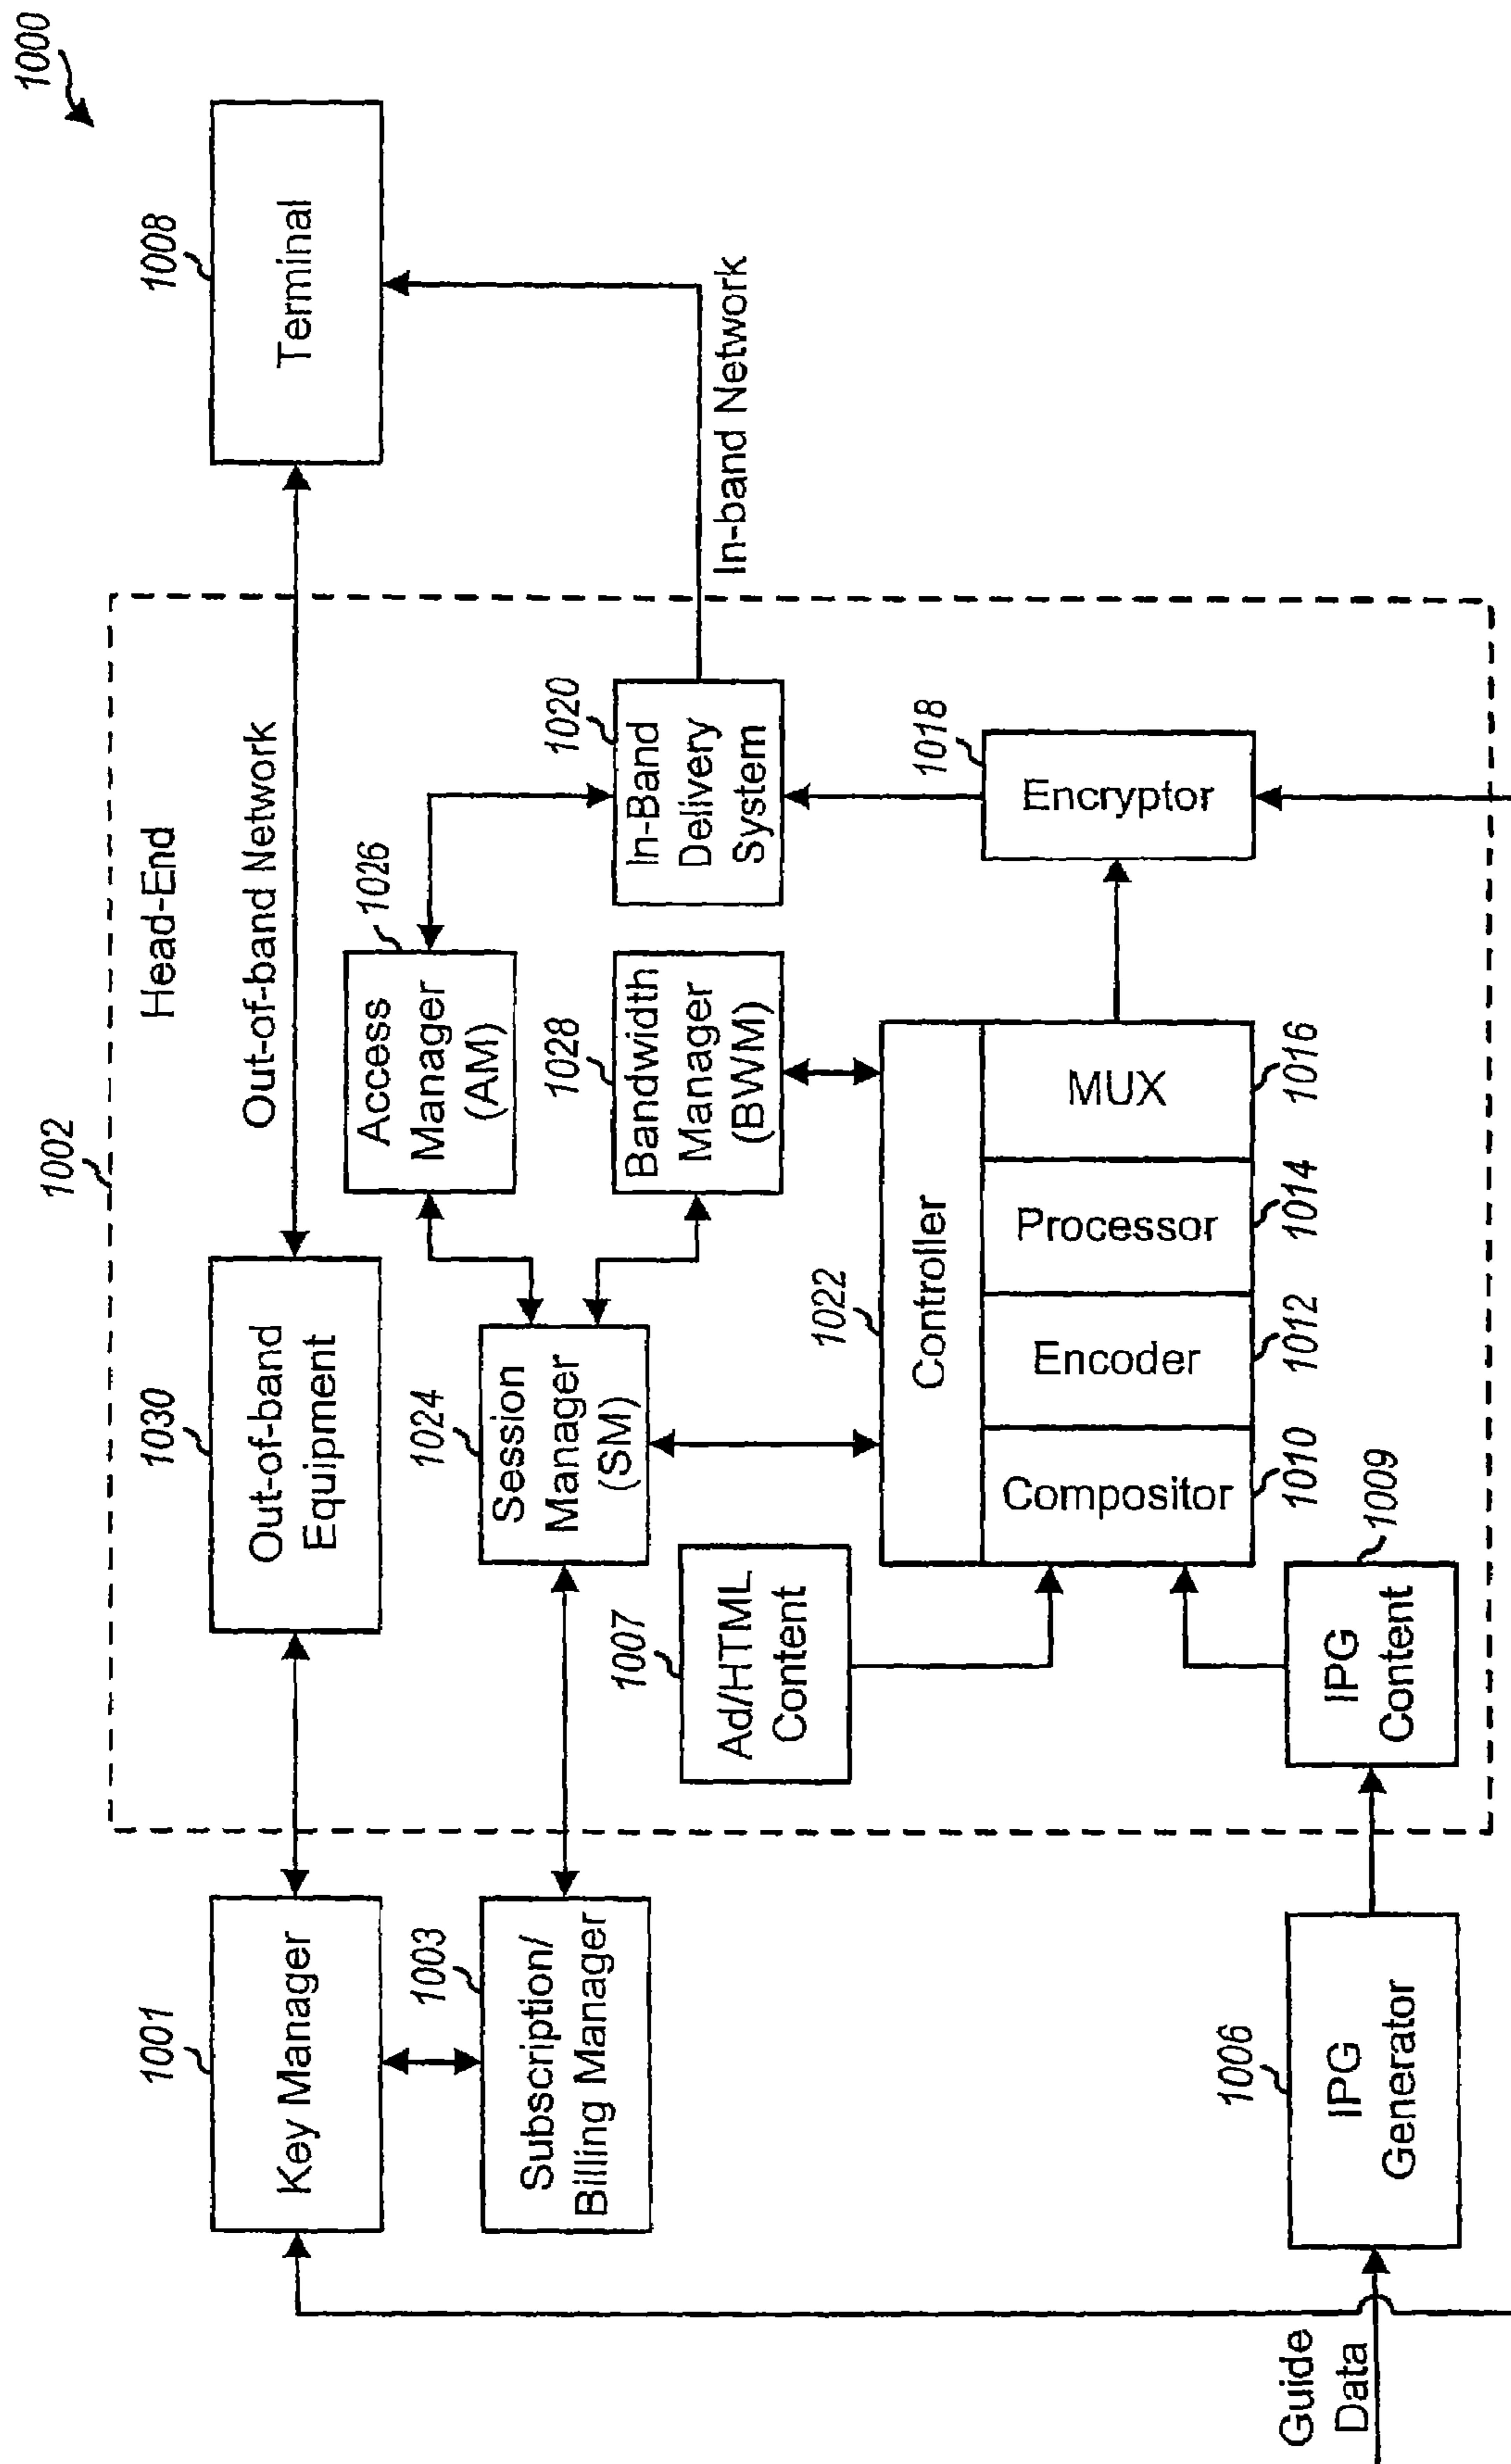 1000
1002
Head-End
1001
Key Manager
1030
Out-of-band
Equipment
Out-of-band Network
1008
Terminal
1003
Subscription/
Billing Manager
1024
Session
Manager
(SM)
1026
Access
Manager
(AM)
1028
Bandwidth
Manager
(BWM)
1020
In-Band
Delivery
System
In-band Network
1007
Ad/HTML
Content
1022
Controller
Compositor
Encoder
Processor
MUX
1010
1012
1014
1016
1018
Encryptor
1006
IPG
Generator
1009
IPG
Content
Guide
Data